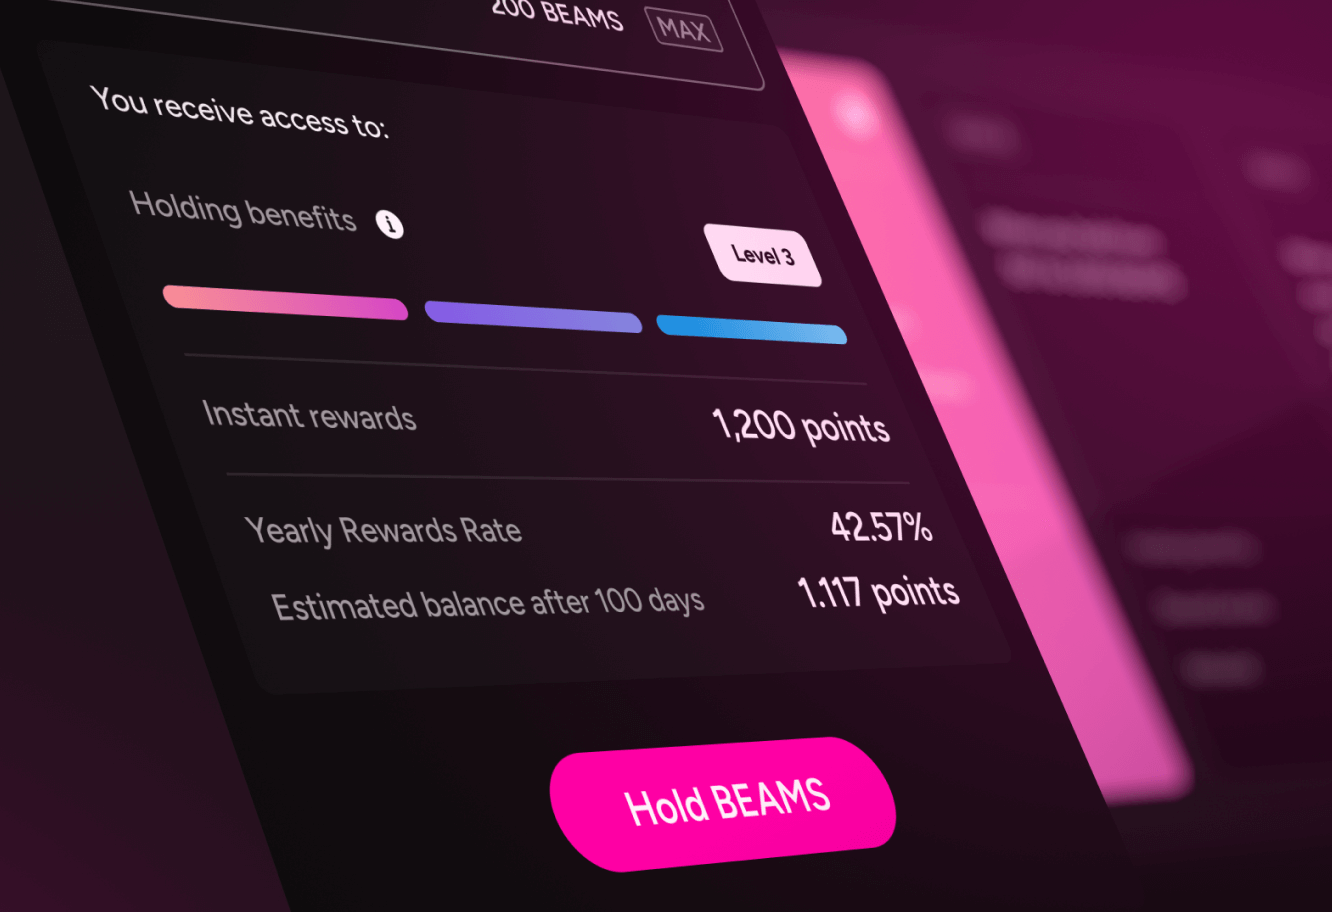 200 BEAMS MAX
You receive access to:
Holding benefits i
Level 3
Instant rewards 1,200 points
Yearly Rewards Rate 42.57%
Estimated balance after 100 days 1.117 points
Hold BEAMS